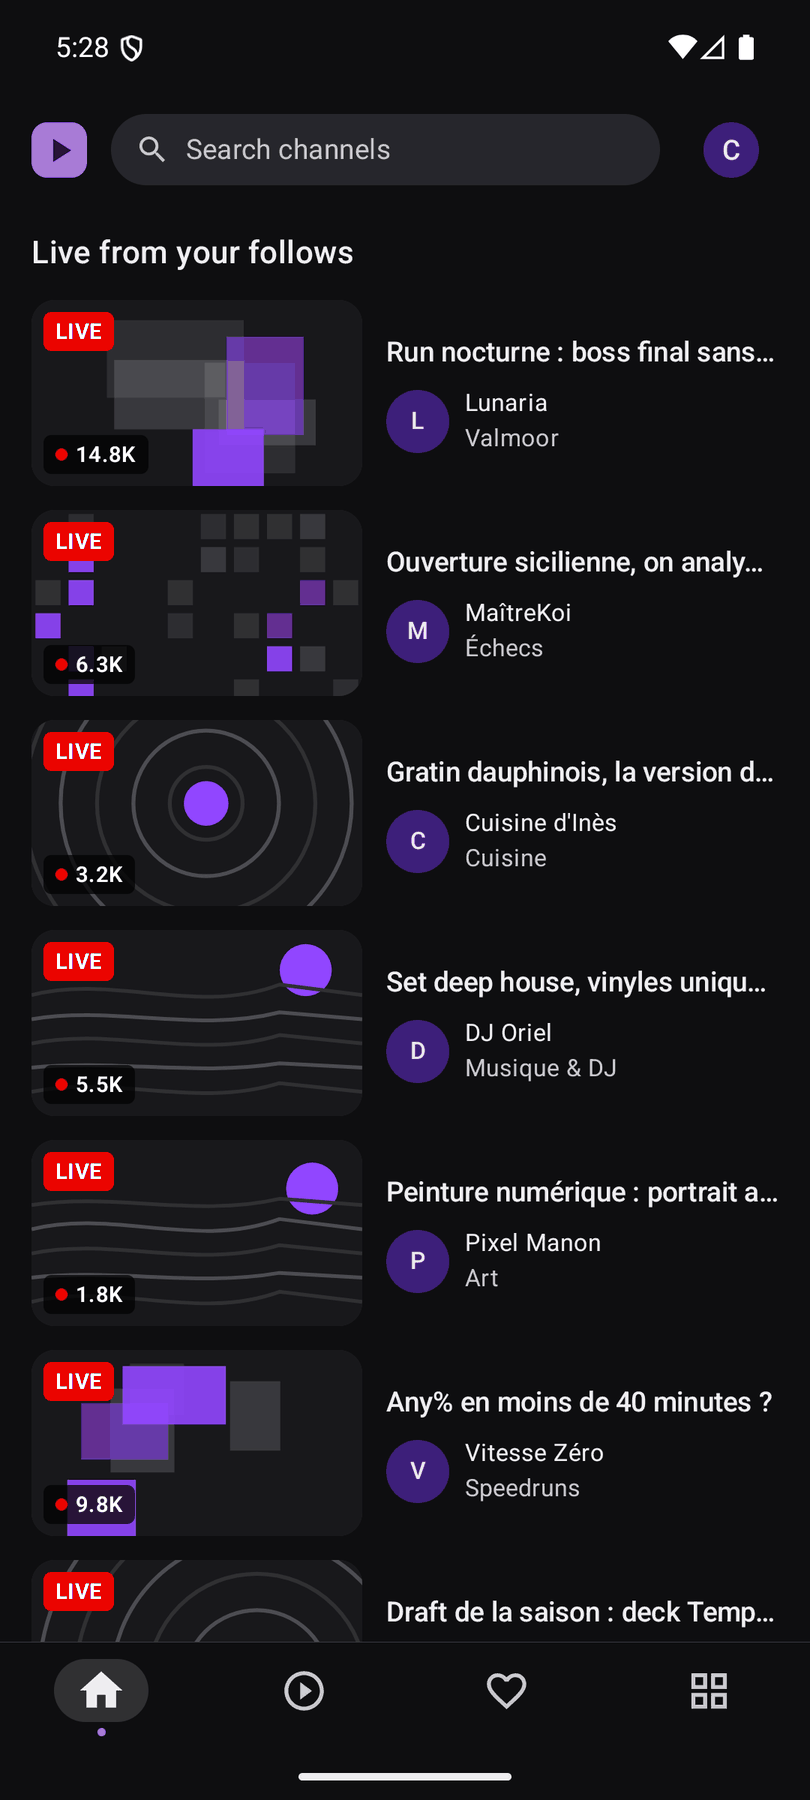 5:28
Search channels
C
Live from your follows
LIVE
14.8K
Run nocturne : boss final sans…
L
Lunaria
Valmoor
LIVE
6.3K
Ouverture sicilienne, on analy…
M
MaîtreKoi
Échecs
LIVE
3.2K
Gratin dauphinois, la version d…
C
Cuisine d'Inès
Cuisine
LIVE
5.5K
Set deep house, vinyles uniqu…
D
DJ Oriel
Musique & DJ
LIVE
1.8K
Peinture numérique : portrait a…
P
Pixel Manon
Art
LIVE
9.8K
Any% en moins de 40 minutes ?
V
Vitesse Zéro
Speedruns
LIVE
Draft de la saison : deck Temp…